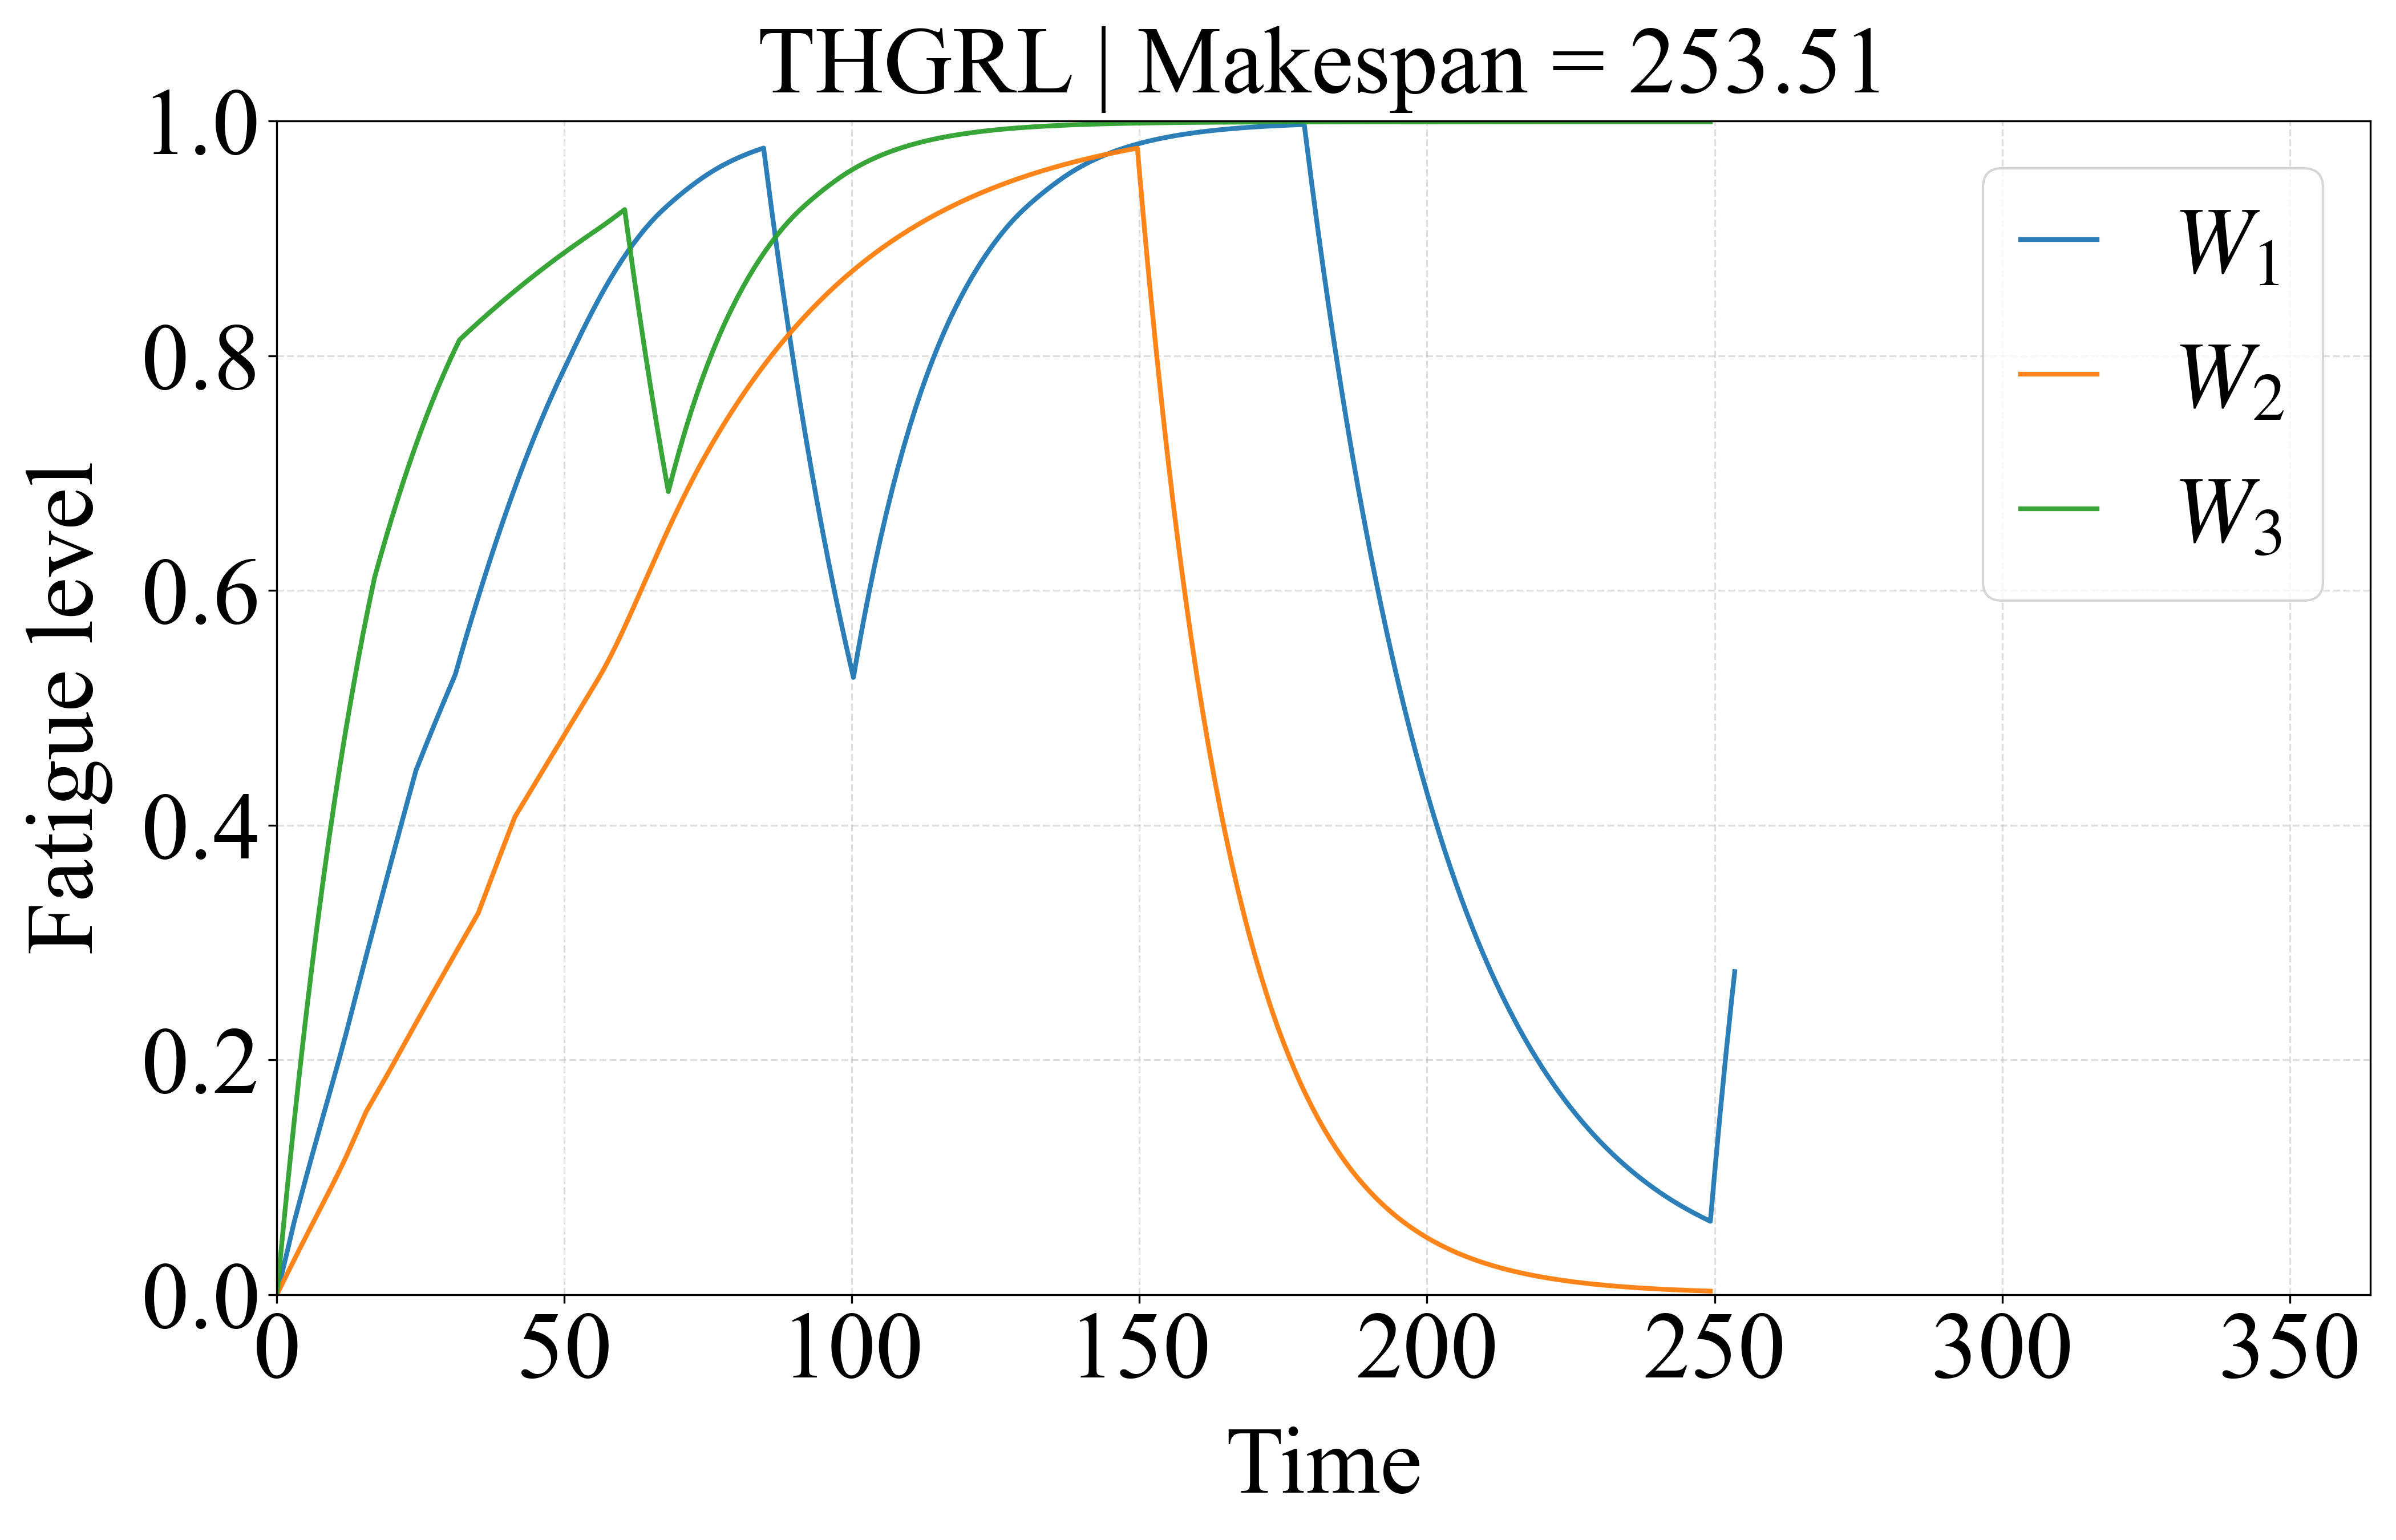 THGRL | Makespan = 253.51
1.0
0.8
0.6
0.4
0.2
0.0
Fatigue level
W1
W2
W3
0 50 100 150 200 250 300 350
Time